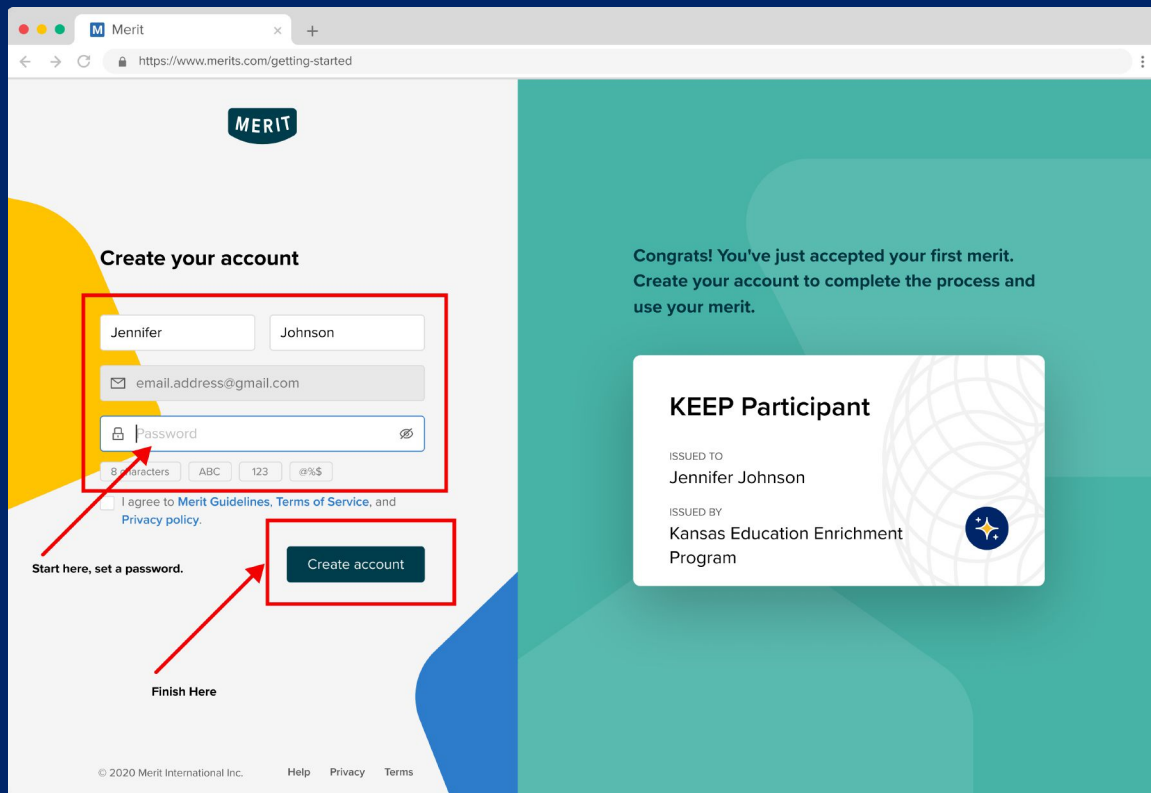 Merit
https://www.merits.com/getting-started
MERIT
Create your account
Jennifer
Johnson
email.address@gmail.com
Password
8 characters
ABC
123
@%$
I agree to Merit Guidelines, Terms of Service, and
Privacy policy.
Start here, set a password.
Create account
Finish Here
© 2020 Merit International Inc.
Help
Privacy
Terms
Congrats! You've just accepted your first merit.
Create your account to complete the process and
use your merit.
KEEP Participant
ISSUED TO
Jennifer Johnson
ISSUED BY
Kansas Education Enrichment
Program